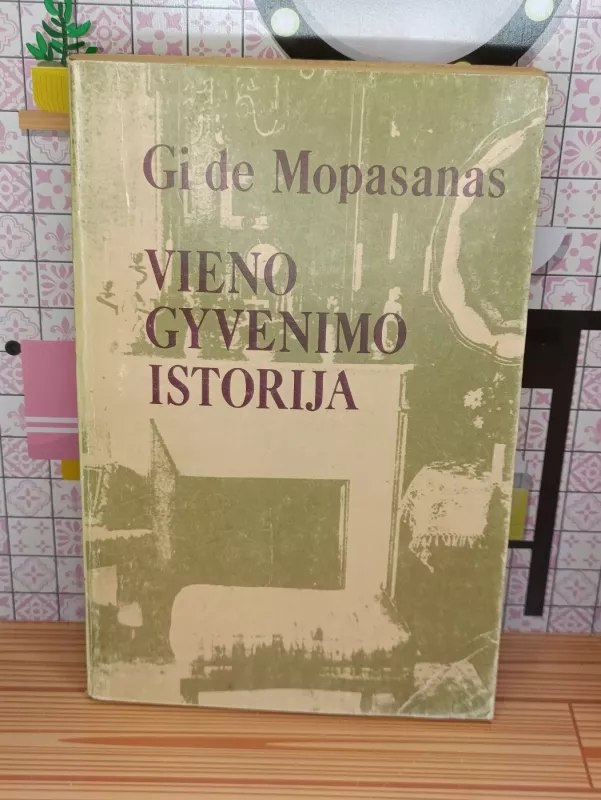 Gi de Mopasanas
VIENO
GYVENIMO
ISTORIJA